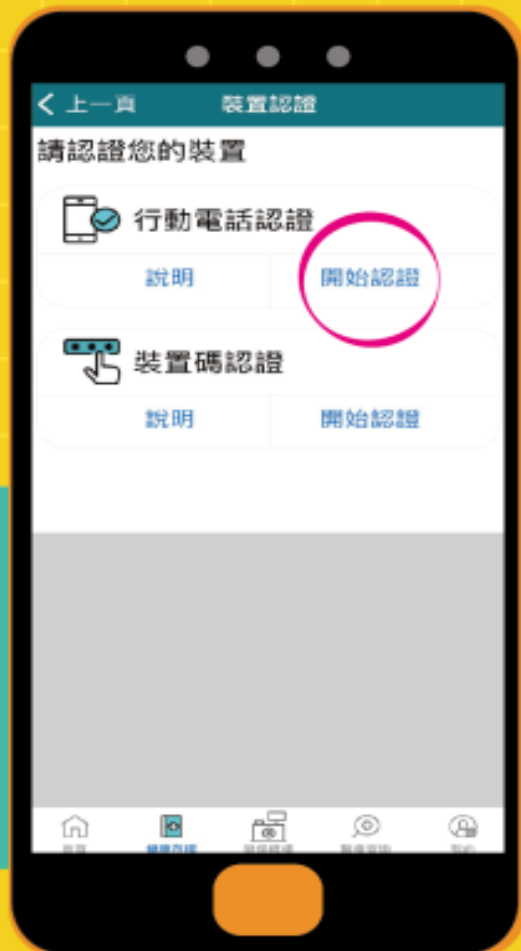 上一頁 裝置認證
請認證您的裝置
行動電話認證
說明 開始認證
裝置碼認證
說明 開始認證